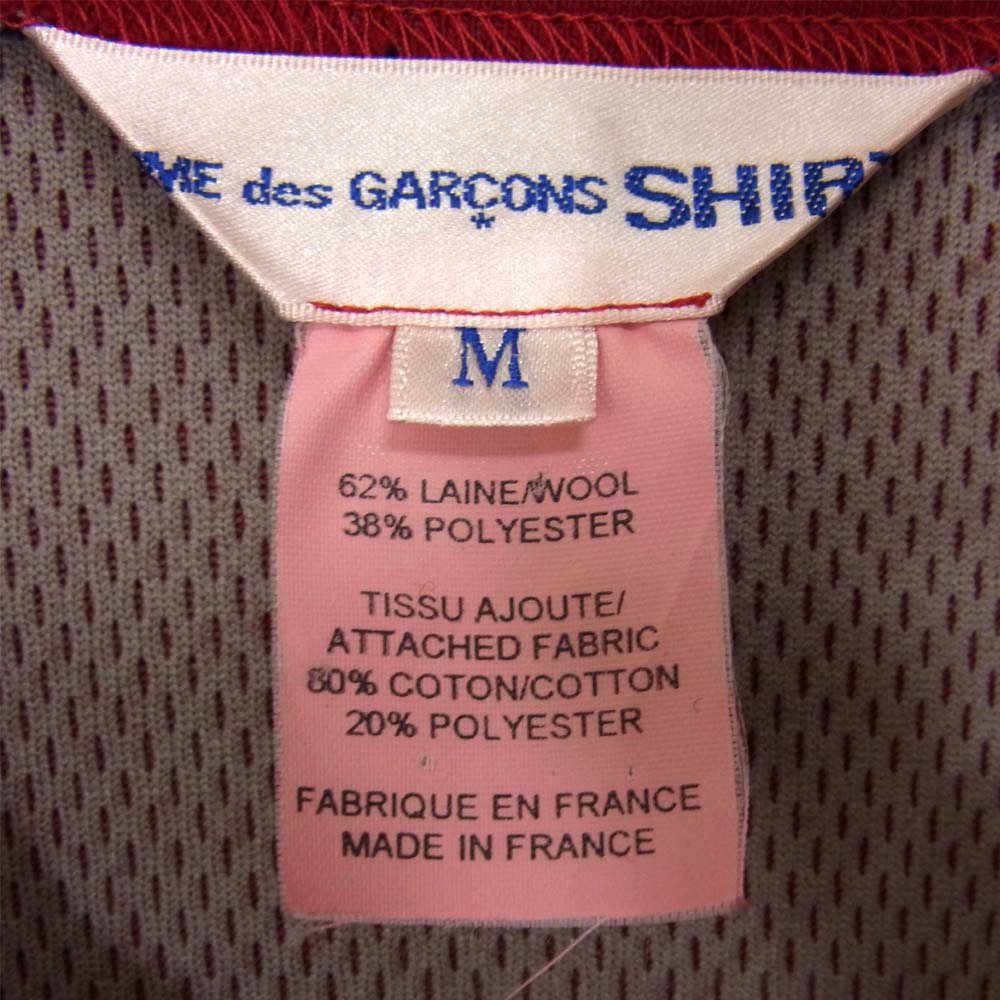 ME des GARÇONS SHIRT
*
M
62% LAINE/WOOL
38% POLYESTER
TISSU AJOUTE/
ATTACHED FABRIC
80% COTON/COTTON
20% POLYESTER
FABRIQUE EN FRANCE
MADE IN FRANCE